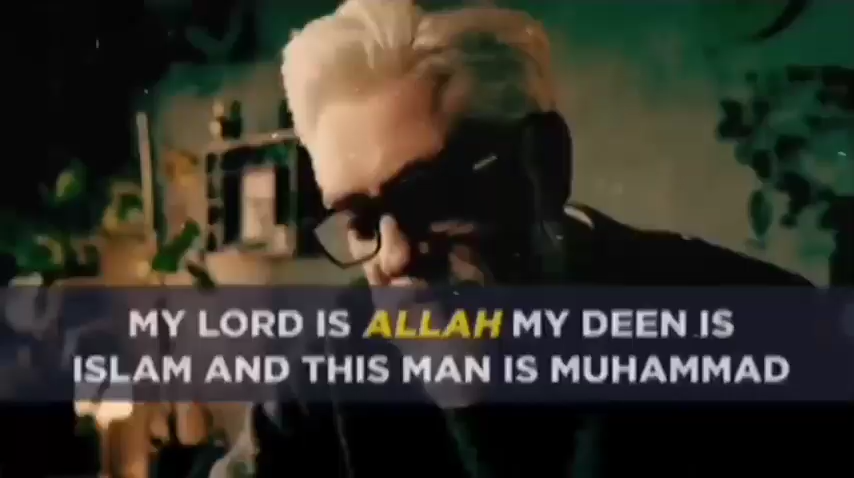 MY LORD IS ALLAH MY DEEN IS
ISLAM AND THIS MAN IS MUHAMMAD